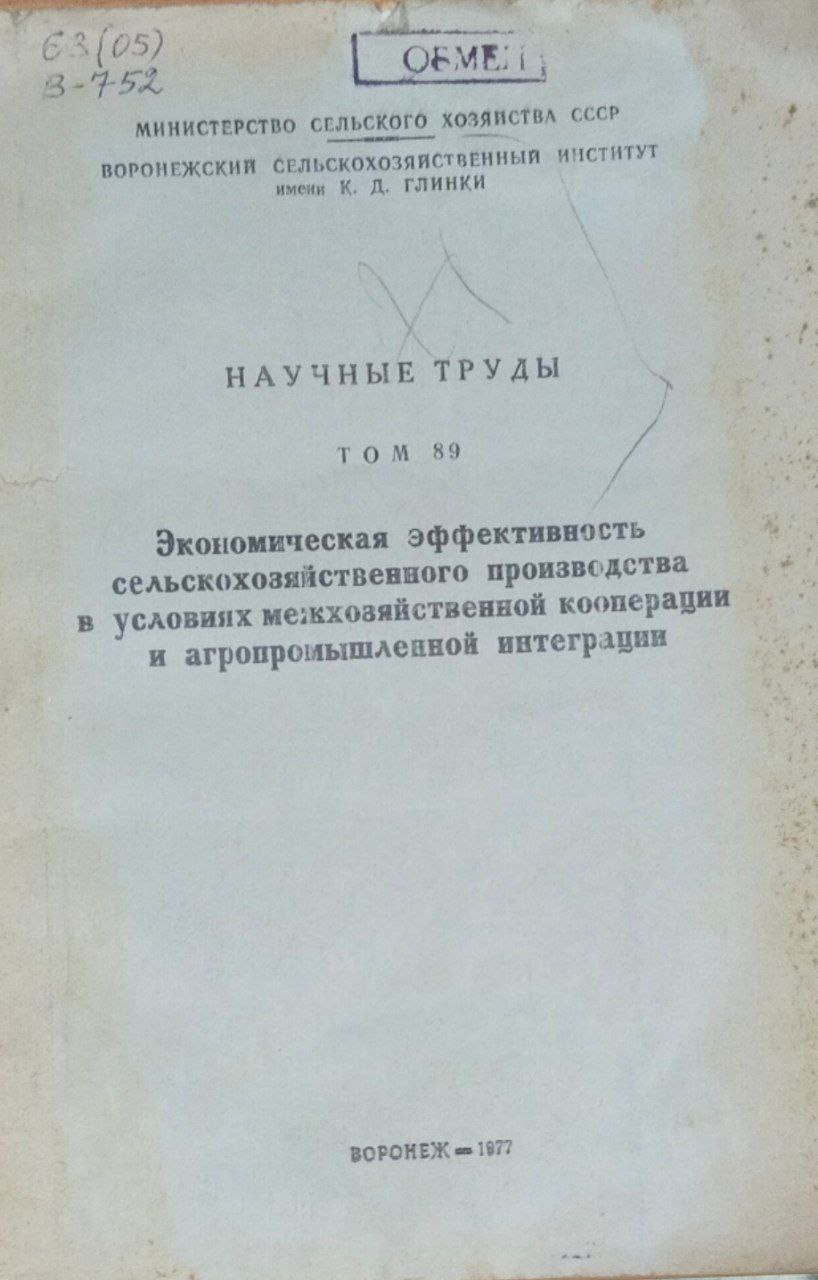 63(05)
В-752
ОБМЕН
МИНИСТЕРСТВО СЕЛЬСКОГО ХОЗЯЙСТВА СССР
ВОРОНЕЖСКИЙ СЕЛЬСКОХОЗЯЙСТВЕННЫЙ ИНСТИТУТ
имени К. Д. ГЛИНКИ
НАУЧНЫЕ ТРУДЫ
ТОМ 89
Экономическая эффективность
сельскохозяйственного производства
в условиях межхозяйственной кооперации
и агропромышленной интеграции
ВОРОНЕЖ — 1977